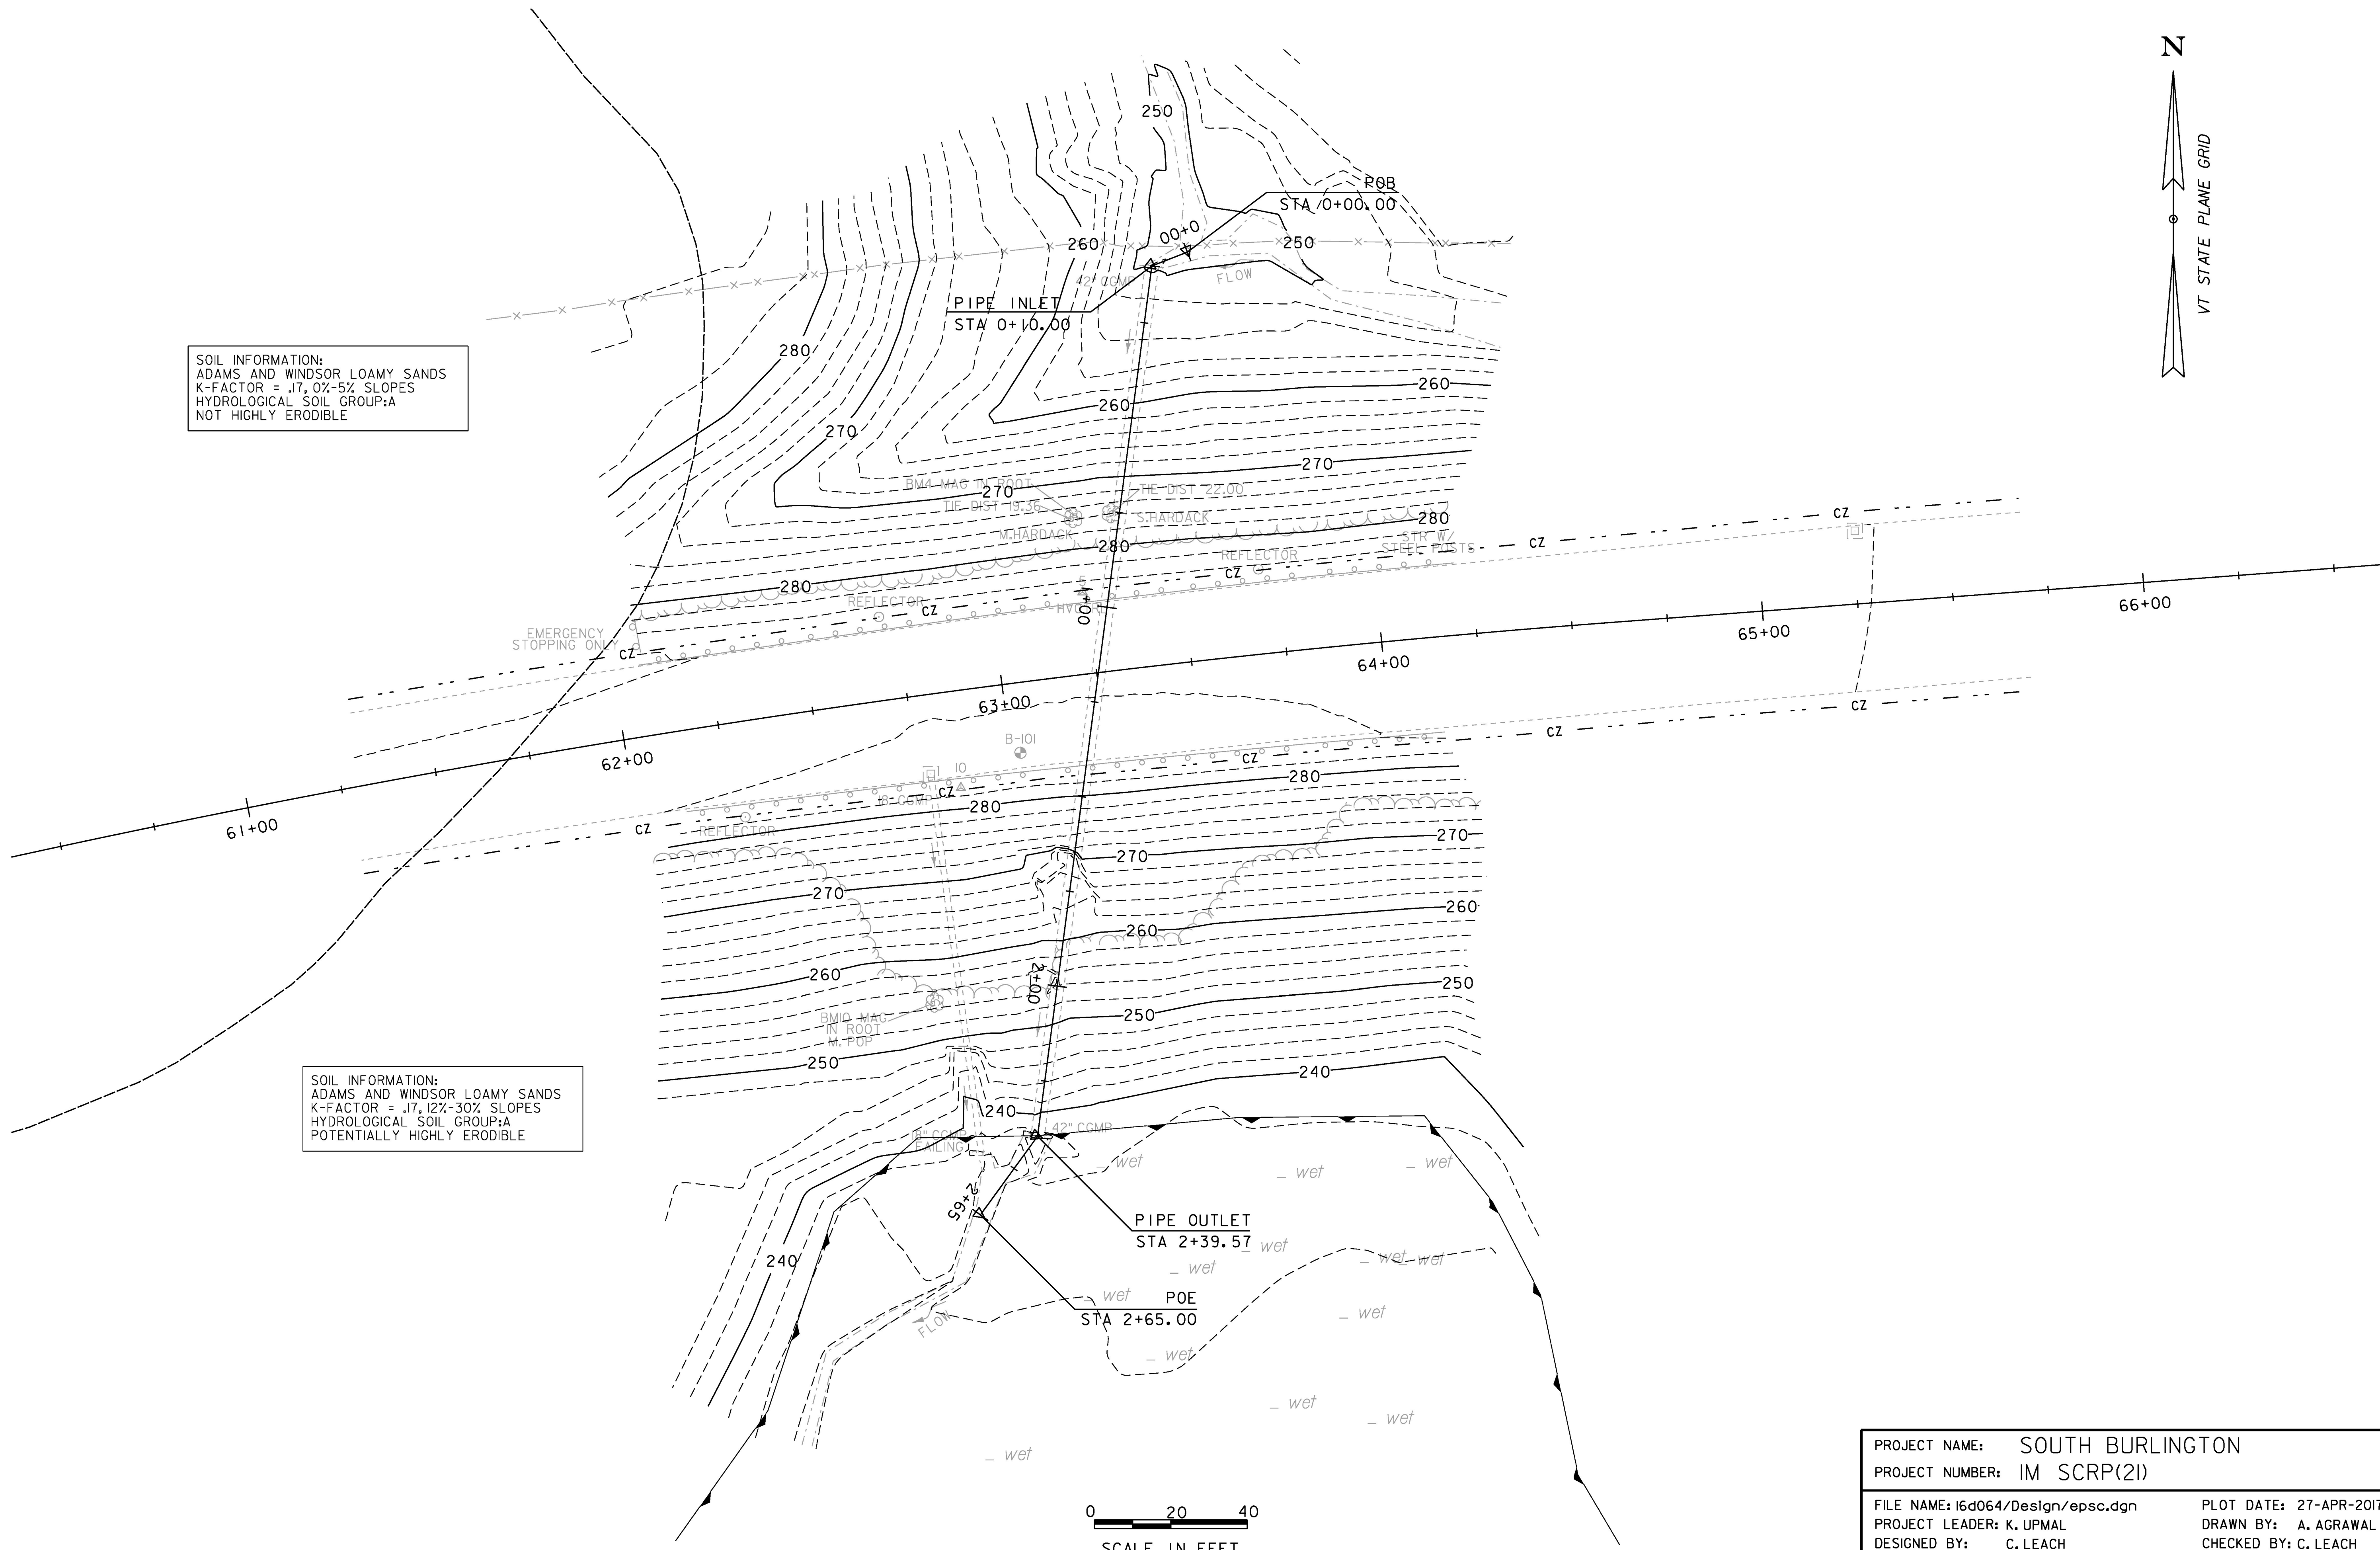 N
VT STATE PLANE GRID
250
POB
STA 0+00.00
0+00
260
250
42" CGMP
FLOW
PIPE INLET
STA 0+10.00
280
SOIL INFORMATION:
ADAMS AND WINDSOR LOAMY SANDS
K-FACTOR = .17, 0%-5% SLOPES
HYDROLOGICAL SOIL GROUP:A
NOT HIGHLY ERODIBLE
260
260
270
270
BM4 MAG IN ROOT
270
TIE DIST 22.00
TIE DIST 19.36
S.HARDACK
280
CZ
M.HARDACK
280
STR W/
STEEL POSTS
CZ
REFLECTOR
CZ
280
REFLECTOR
CZ
1+00
66+00
EMERGENCY
STOPPING ONLY
CZ
65+00
64+00
63+00
CZ
CZ
B-101
62+00
CZ
10
280
CZ
18" CGMP
280
61+00
CZ
REFLECTOR
270
270
270
260
260
260
2+00
250
BM10 MAG
IN ROOT
M. POP
250
250
240
SOIL INFORMATION:
ADAMS AND WINDSOR LOAMY SANDS
K-FACTOR = .17, 12%-30% SLOPES
HYDROLOGICAL SOIL GROUP:A
POTENTIALLY HIGHLY ERODIBLE
240
18" CGMP
FAILING
42" CGMP
wet
wet
wet
2+65
PIPE OUTLET
STA 2+39.57
wet
240
wet
wet
wet
wet
POE
STA 2+65.00
wet
FLOW
wet
wet
wet
wet
0 20 40
SCALE IN FEET
PROJECT NAME: SOUTH BURLINGTON
PROJECT NUMBER: IM SCRP(21)
FILE NAME: 16d064/Design/epsc.dgn PLOT DATE: 27-APR-2017
PROJECT LEADER: K. UPMAL DRAWN BY: A. AGRAWAL
DESIGNED BY: C. LEACH CHECKED BY: C. LEACH